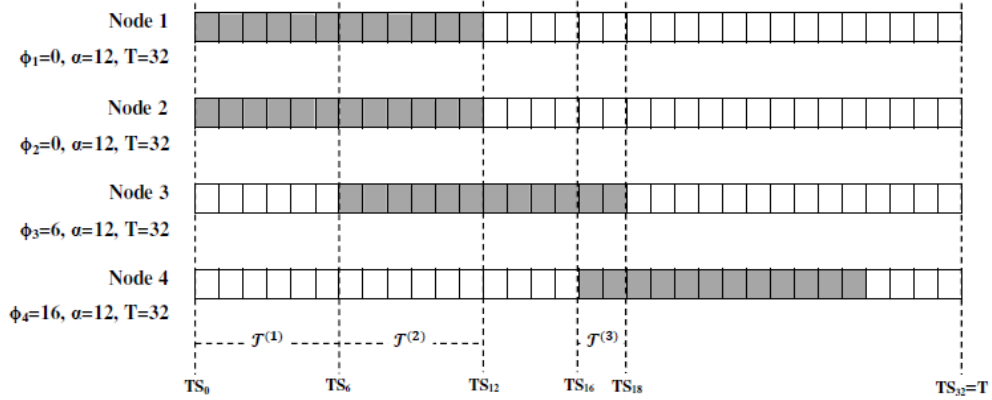 Node 1
ϕ₁=0, α=12, T=32
Node 2
ϕ₂=0, α=12, T=32
Node 3
ϕ₃=6, α=12, T=32
Node 4
ϕ₄=16, α=12, T=32
𝒯⁽¹⁾ 𝒯⁽²⁾ 𝒯⁽³⁾
TS₀ TS₆ TS₁₂ TS₁₆ TS₁₈ TS₃₂=T